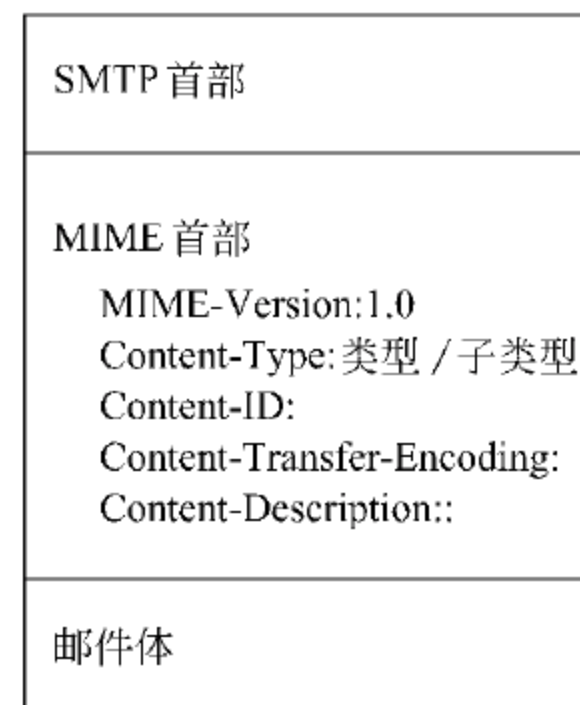 SMTP 首部
MIME 首部
MIME-Version:1.0
Content-Type:类型/子类型
Content-ID:
Content-Transfer-Encoding:
Content-Description::
邮件体